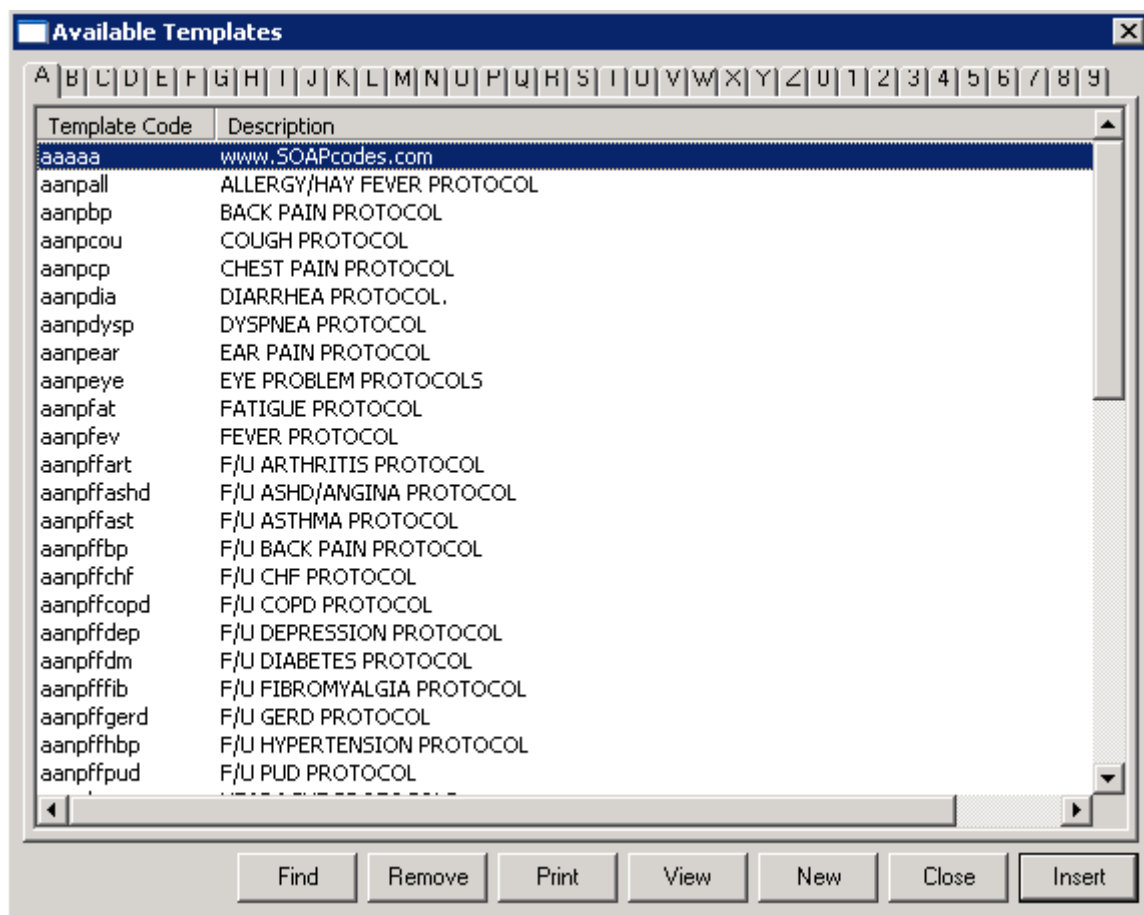 Available Templates
A B C D E F G H I J K L M N O P Q R S T U V W X Y Z 0 1 2 3 4 5 6 7 8 9
Template Code Description
aaaaa www.SOAPcodes.com
aanpall ALLERGY/HAY FEVER PROTOCOL
aanpbp BACK PAIN PROTOCOL
aanpcou COUGH PROTOCOL
aanpcp CHEST PAIN PROTOCOL
aanpdia DIARRHEA PROTOCOL.
aanpdysp DYSPNEA PROTOCOL
aanpear EAR PAIN PROTOCOL
aanpeye EYE PROBLEM PROTOCOLS
aanpfat FATIGUE PROTOCOL
aanpfev FEVER PROTOCOL
aanpffart F/U ARTHRITIS PROTOCOL
aanpffashd F/U ASHD/ANGINA PROTOCOL
aanpffast F/U ASTHMA PROTOCOL
aanpffbp F/U BACK PAIN PROTOCOL
aanpffchf F/U CHF PROTOCOL
aanpffcopd F/U COPD PROTOCOL
aanpffdep F/U DEPRESSION PROTOCOL
aanpffdm F/U DIABETES PROTOCOL
aanpfffib F/U FIBROMYALGIA PROTOCOL
aanpffgerd F/U GERD PROTOCOL
aanpffhbp F/U HYPERTENSION PROTOCOL
aanpffpud F/U PUD PROTOCOL
Find Remove Print View New Close Insert